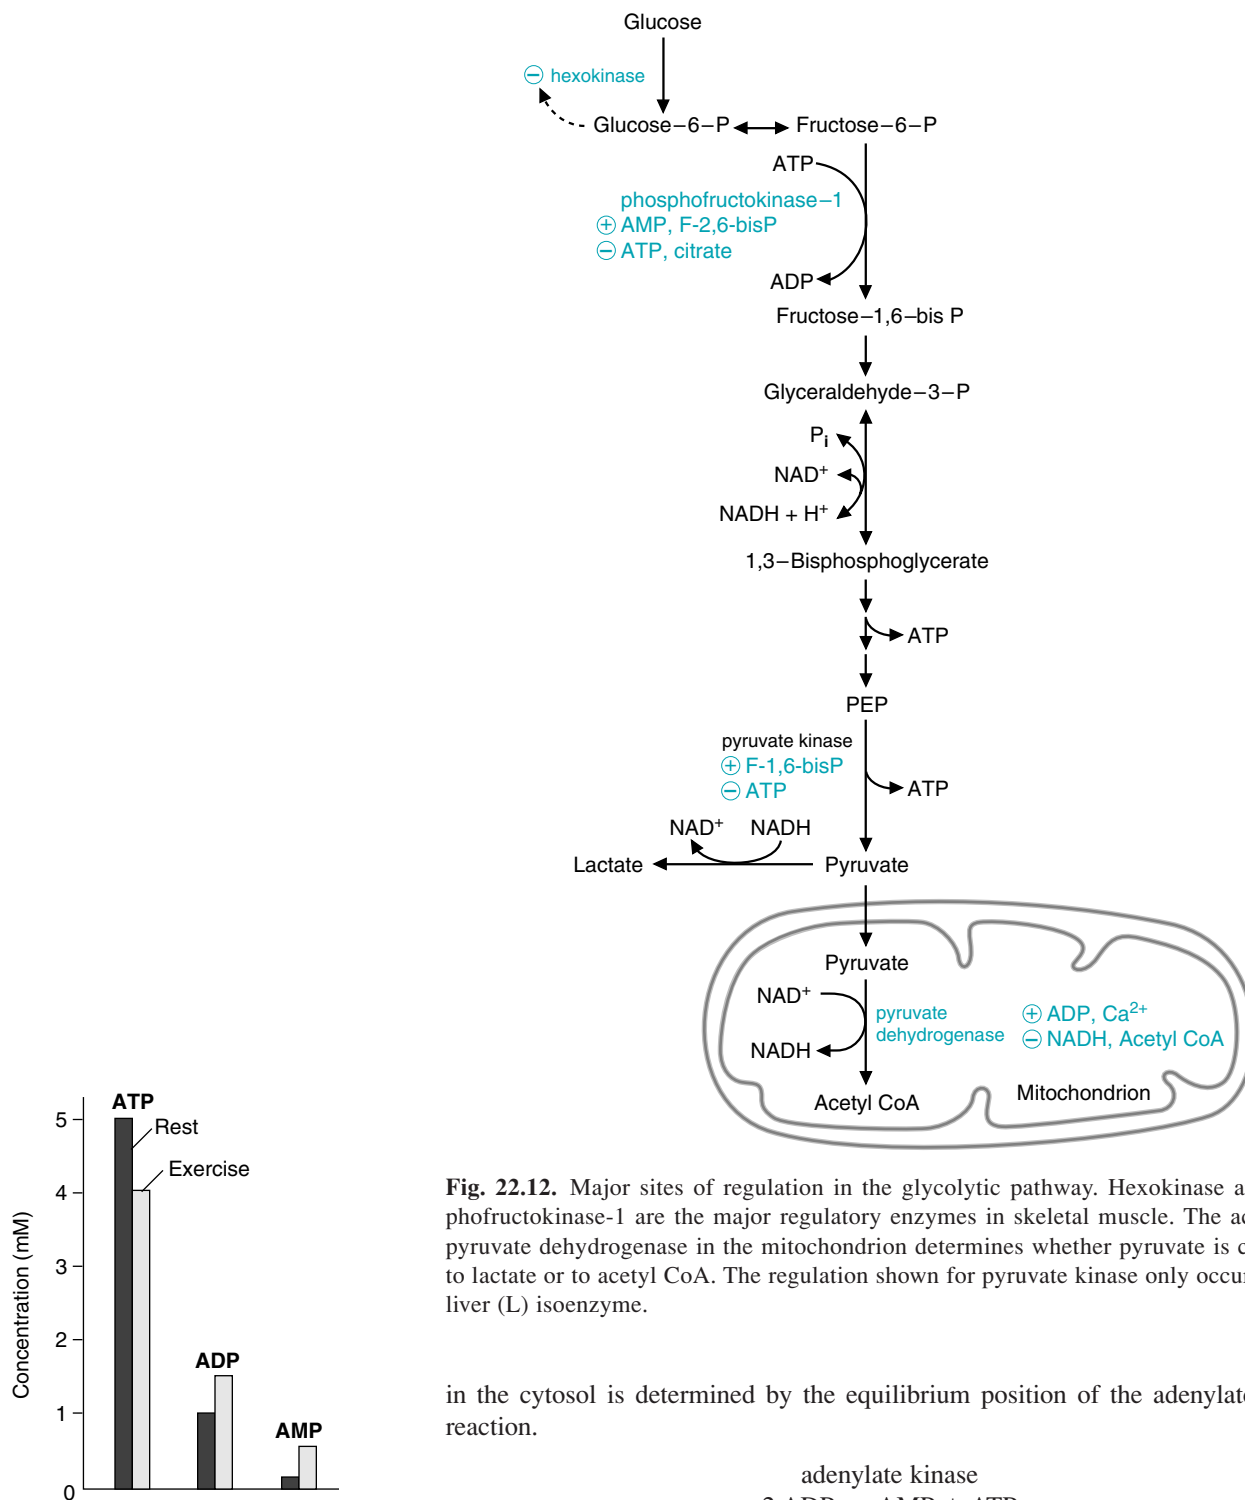 Glucose
− hexokinase
Glucose–6–P
Fructose–6–P
ATP
phosphofructokinase–1
+ AMP, F-2,6-bisP
− ATP, citrate
ADP
Fructose–1,6–bis P
Glyceraldehyde–3–P
Pi
NAD+
NADH + H+
1,3–Bisphosphoglycerate
ATP
PEP
pyruvate kinase
+ F-1,6-bisP
− ATP
ATP
NAD+
NADH
Lactate
Pyruvate
Pyruvate
NAD+
pyruvate
dehydrogenase
+ ADP, Ca2+
− NADH, Acetyl CoA
NADH
Acetyl CoA
Mitochondrion
Fig. 22.12. Major sites of regulation in the glycolytic pathway. Hexokinase a
phofructokinase-1 are the major regulatory enzymes in skeletal muscle. The a
pyruvate dehydrogenase in the mitochondrion determines whether pyruvate is c
to lactate or to acetyl CoA. The regulation shown for pyruvate kinase only occur
liver (L) isoenzyme.
Concentration (mM)
5
4
3
2
1
0
ATP
Rest
Exercise
ADP
AMP
in the cytosol is determined by the equilibrium position of the adenylate
reaction.
adenylate kinase
2 ADP AMP + ATP